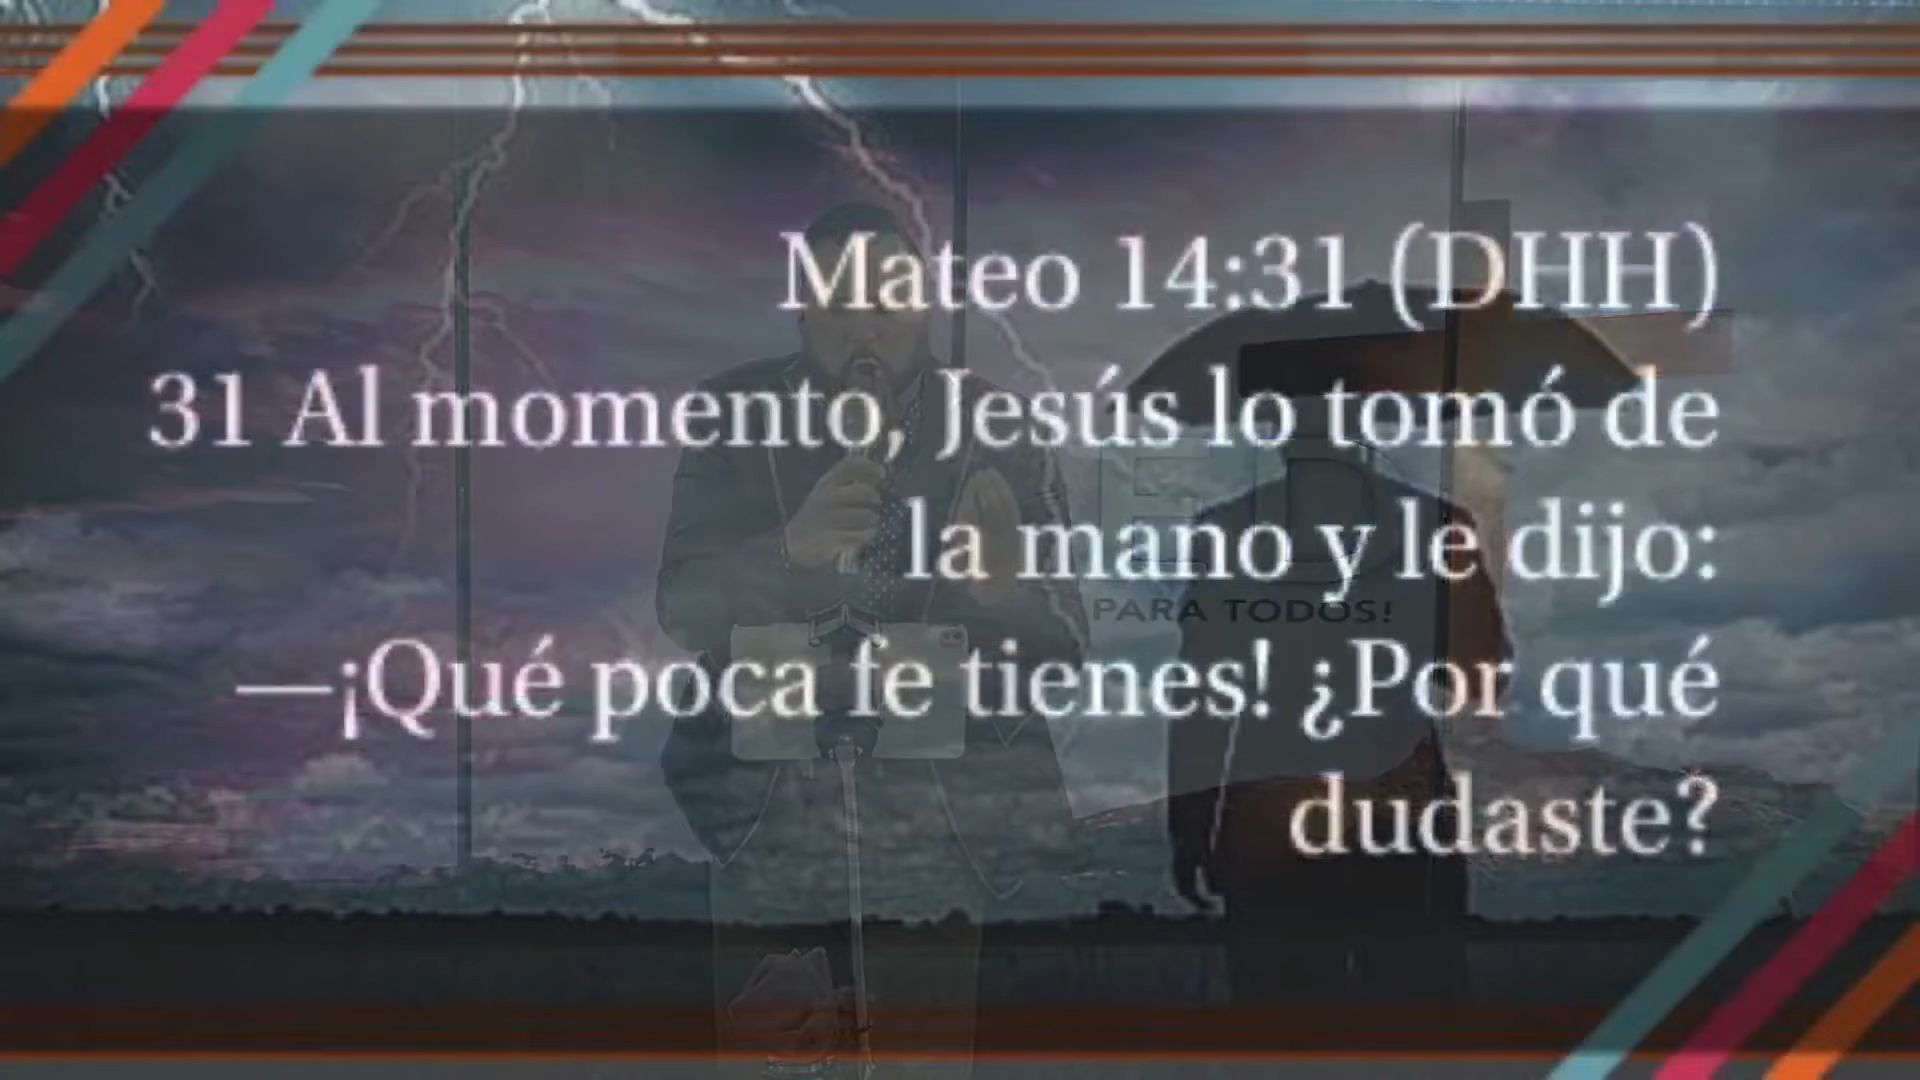 Mateo 14:31 (DHH)
31 Al momento, Jesús lo tomó de
la mano y le dijo:
—¡Qué poca fe tienes! ¿Por qué
dudaste?
PARA TODOS!